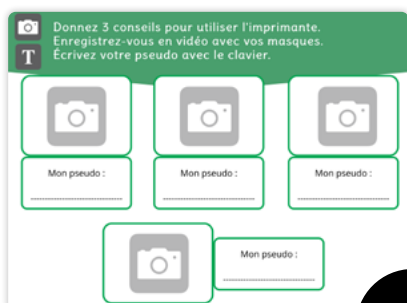 Donnez 3 conseils pour utiliser l'imprimante.
Enregistrez-vous en vidéo avec vos masques.
T
Écrivez votre pseudo avec le clavier.
Mon pseudo :
Mon pseudo :
Mon pseudo :
Mon pseudo :